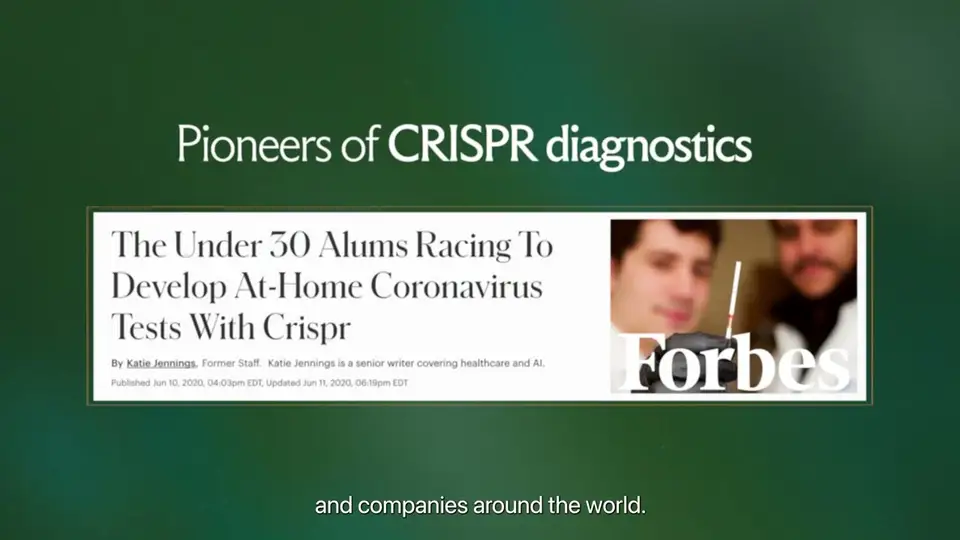 Pioneers of CRISPR diagnostics
The Under 30 Alums Racing To
Develop At-Home Coronavirus
Tests With Crispr
By Katie Jennings, Former Staff. Katie Jennings is a senior writer covering healthcare and AI.
Published Jun 10, 2020, 04:03pm EDT, Updated Jun 11, 2020, 06:19pm EDT
Forbes
and companies around the world.